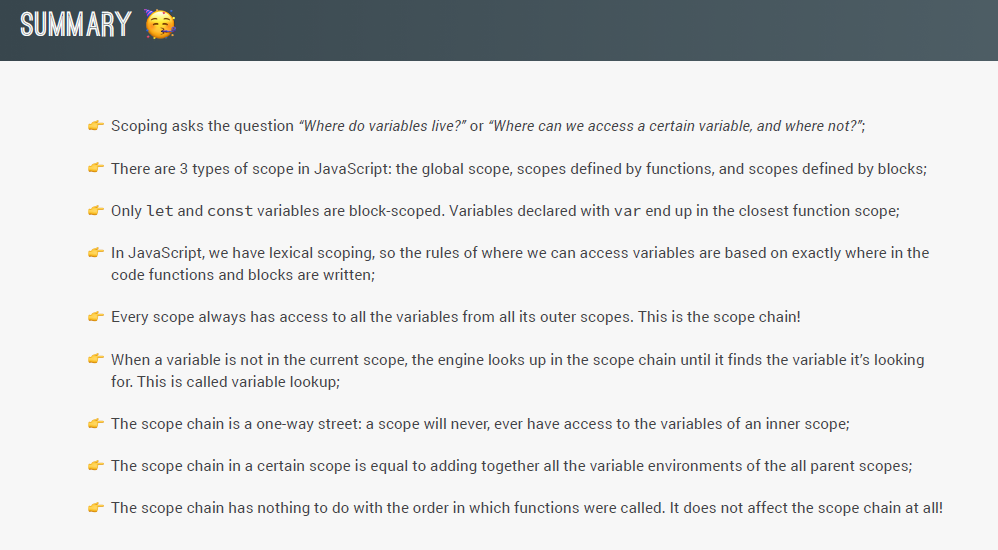 SUMMARY 🥳
👉 Scoping asks the question “Where do variables live?” or “Where can we access a certain variable, and where not?”;
👉 There are 3 types of scope in JavaScript: the global scope, scopes defined by functions, and scopes defined by blocks;
👉 Only let and const variables are block-scoped. Variables declared with var end up in the closest function scope;
👉 In JavaScript, we have lexical scoping, so the rules of where we can access variables are based on exactly where in the
code functions and blocks are written;
👉 Every scope always has access to all the variables from all its outer scopes. This is the scope chain!
👉 When a variable is not in the current scope, the engine looks up in the scope chain until it finds the variable it’s looking
for. This is called variable lookup;
👉 The scope chain is a one-way street: a scope will never, ever have access to the variables of an inner scope;
👉 The scope chain in a certain scope is equal to adding together all the variable environments of the all parent scopes;
👉 The scope chain has nothing to do with the order in which functions were called. It does not affect the scope chain at all!